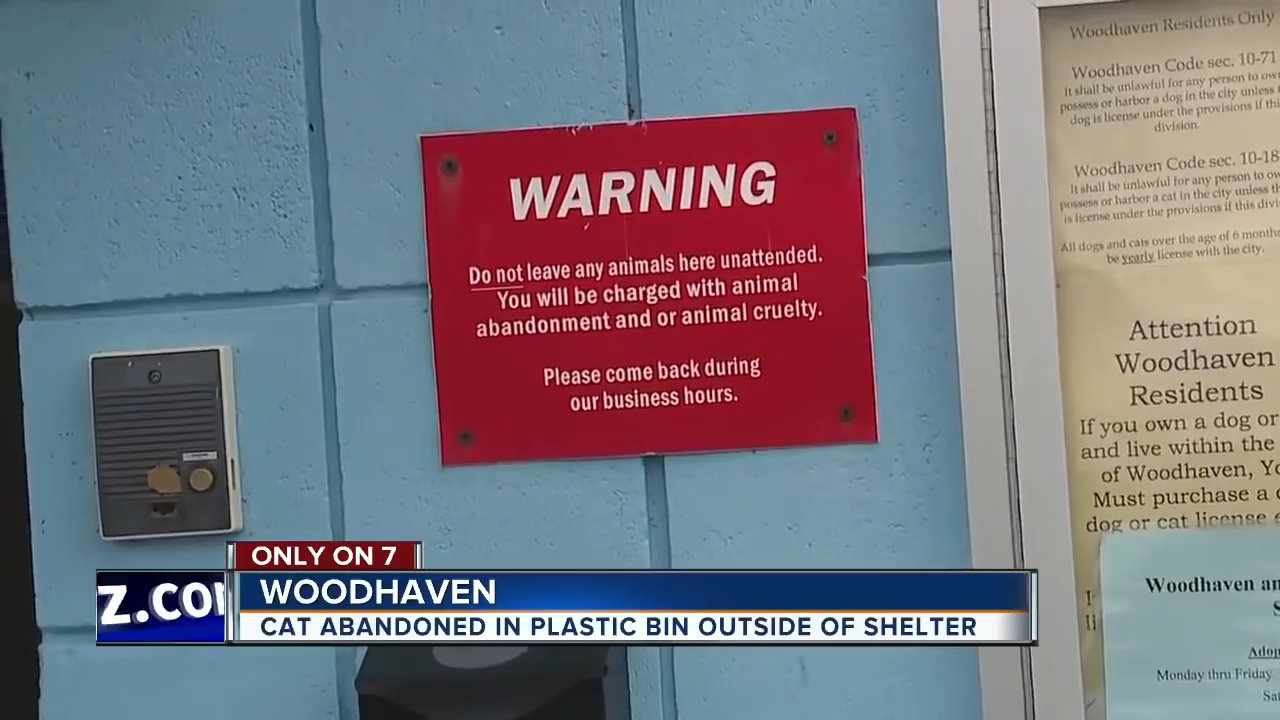 WARNING
Do not leave any animals here unattended.
You will be charged with animal
abandonment and or animal cruelty.
Please come back during
our business hours.
Woodhaven Residents Only
Woodhaven Code sec. 10-71
It shall be unlawful for any person to
possess or harbor a dog in the city unless
dog is license under the provisions if
division.
Woodhaven Code sec. 10-18
It shall be unlawful for any person to
possess or harbor a cat in the city unless
is license under the provisions if this
All dogs and cats over the age of 6
be yearly license with the city.
Attention
Woodhaven
Residents
If you own a dog or
and live within the
of Woodhaven,
Must purchase a
dog or cat license
Woodhaven
Monday thru Friday
ONLY ON 7
WOODHAVEN
Z.co
CAT ABANDONED IN PLASTIC BIN OUTSIDE OF SHELTER